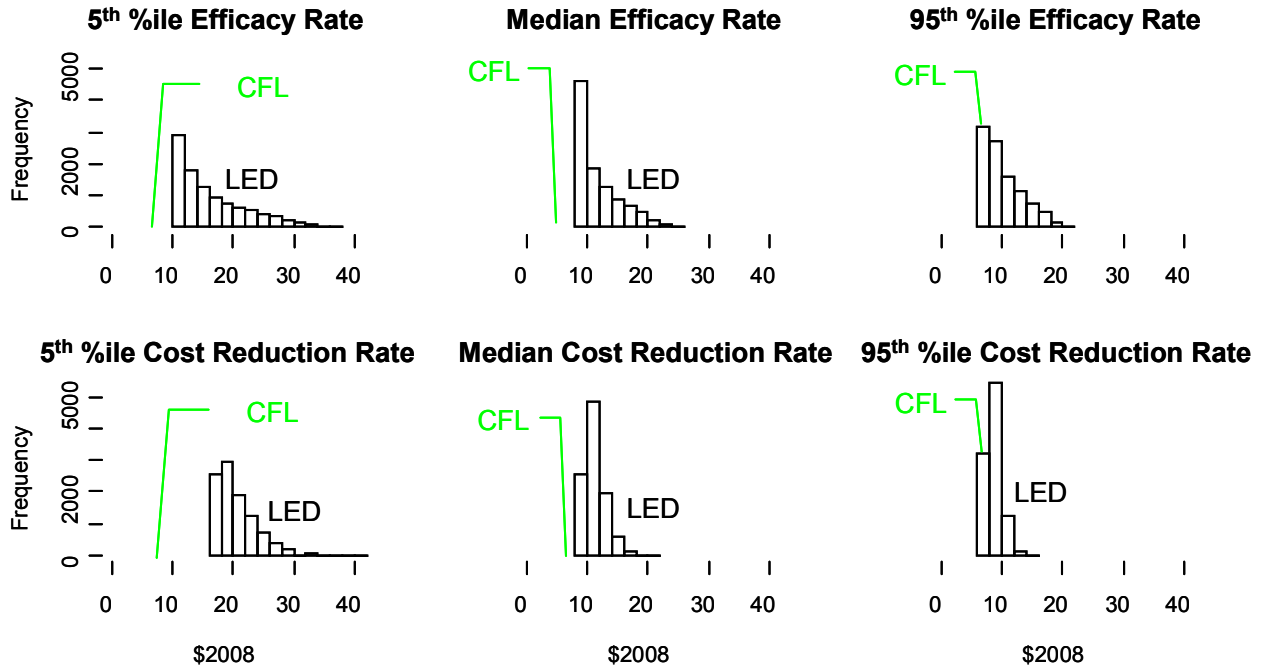 5th %ile Efficacy Rate
Median Efficacy Rate
95th %ile Efficacy Rate
Frequency
5000
2000
0
CFL
LED
0 10 20 30 40
CFL
LED
0 10 20 30 40
CFL
0 10 20 30 40
5th %ile Cost Reduction Rate
Median Cost Reduction Rate
95th %ile Cost Reduction Rate
Frequency
5000
2000
0
CFL
LED
0 10 20 30 40
$2008
CFL
LED
0 10 20 30 40
$2008
CFL
LED
0 10 20 30 40
$2008